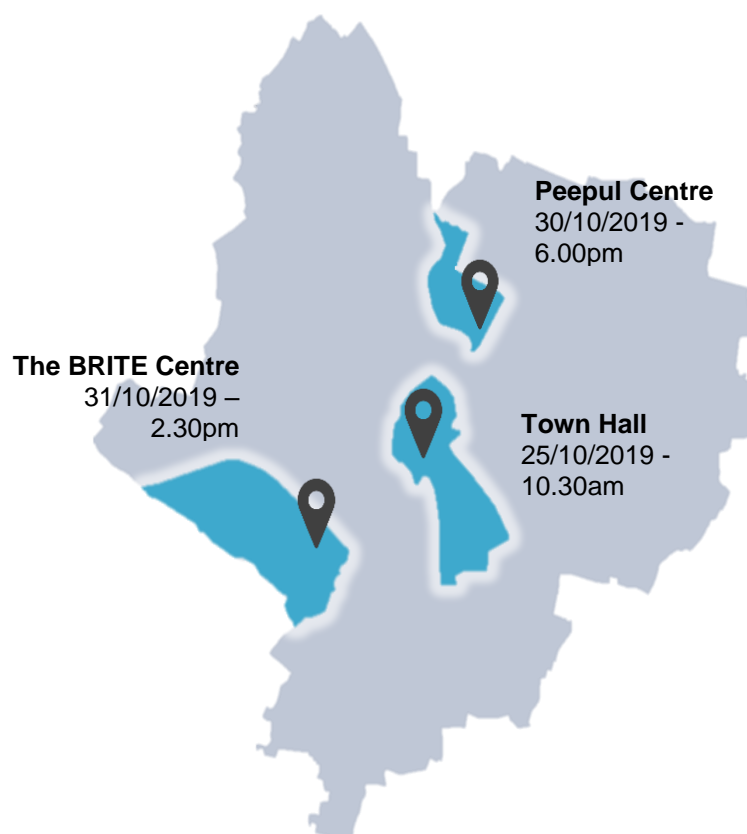 Peepul Centre
30/10/2019 -
6.00pm
The BRITE Centre
31/10/2019 –
2.30pm
Town Hall
25/10/2019 -
10.30am